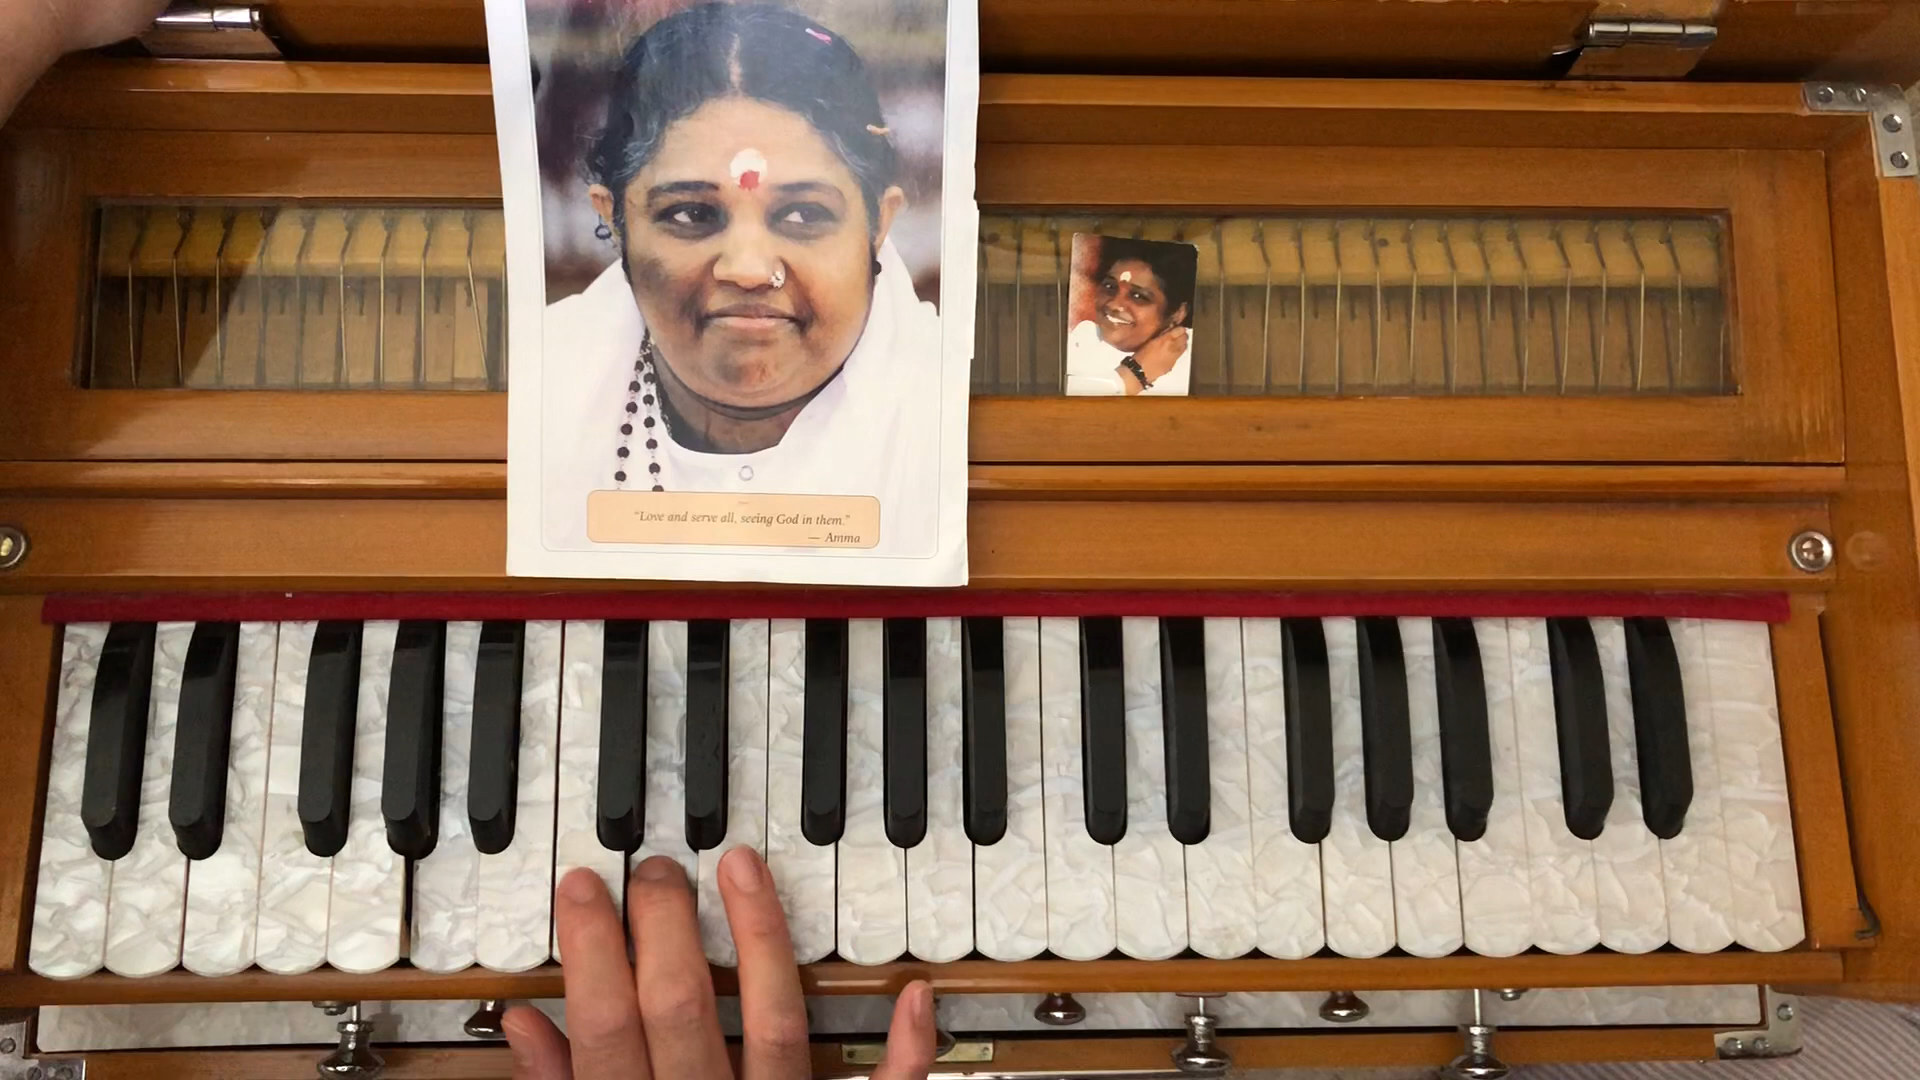 “Love and serve all, seeing God in them.”
— Amma